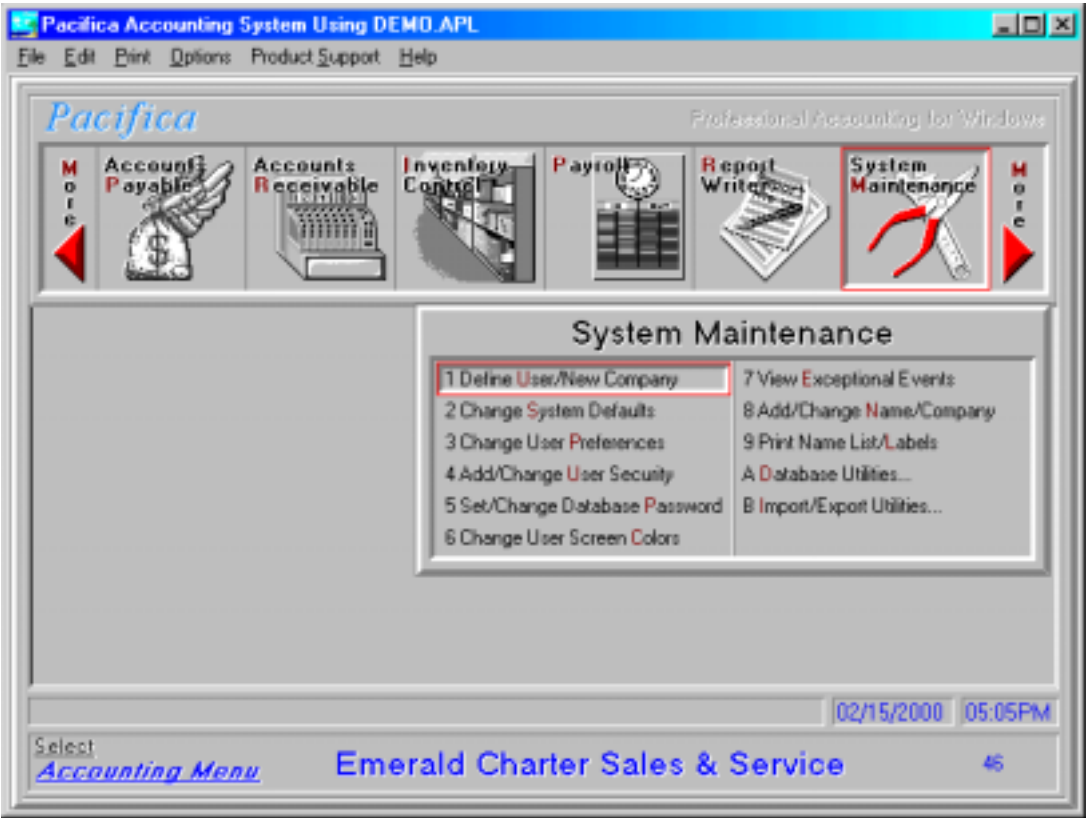 Pacifica Accounting System Using DEMO.APL
File Edit Print Options Product Support Help
Pacifica
Professional Accounting for Windows
More
Accounts Payable
Accounts Receivable
Inventory Control
Payroll
Report Writer
System Maintenance
More
System Maintenance
1 Define User/New Company
2 Change System Defaults
3 Change User Preferences
4 Add/Change User Security
5 Set/Change Database Password
6 Change User Screen Colors
7 View Exceptional Events
8 Add/Change Name/Company
9 Print Name List/Labels
A Database Utilities...
B Import/Export Utilities...
02/15/2000 05:05PM
Select
Accounting Menu
Emerald Charter Sales & Service
46